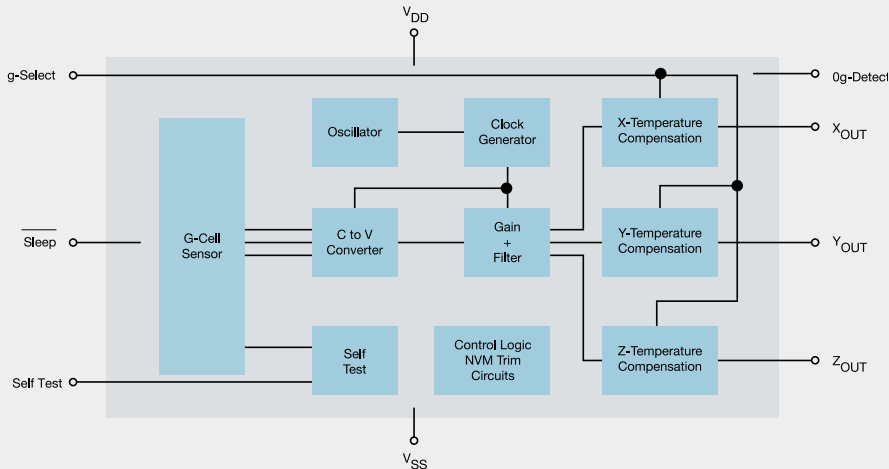 VDD
g-Select
0g-Detect
Oscillator
Clock
Generator
X-Temperature
Compensation
XOUT
Sleep
G-Cell
Sensor
C to V
Converter
Gain
+
Filter
Y-Temperature
Compensation
YOUT
Self
Test
Control Logic
NVM Trim
Circuits
Z-Temperature
Compensation
ZOUT
Self Test
VSS